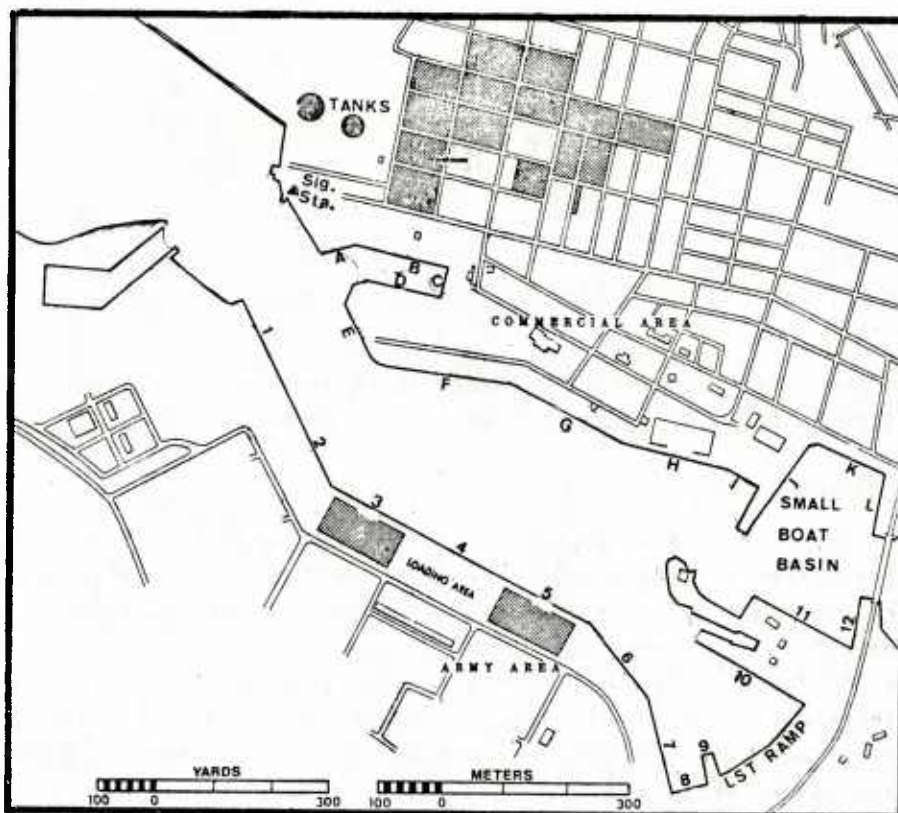 TANKS
Sig.
Sta.
A
B
D
C
E
COMMERCIAL AREA
1
F
G
2
H
J
K
L
SMALL
BOAT
BASIN
3
4
LOADING AREA
5
11
12
6
ARMY AREA
10
7
9
8
LST RAMP
YARDS
100 0 300
METERS
100 0 300